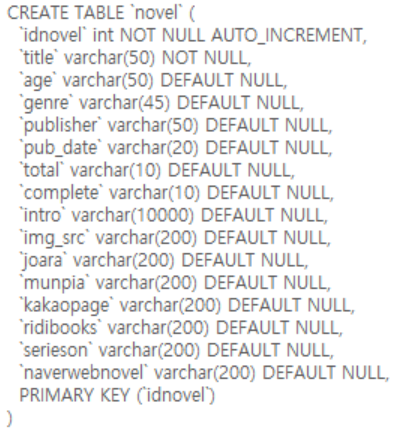 CREATE TABLE `novel` (
`idnovel` int NOT NULL AUTO_INCREMENT,
`title` varchar(50) NOT NULL,
`age` varchar(50) DEFAULT NULL,
`genre` varchar(45) DEFAULT NULL,
`publisher` varchar(50) DEFAULT NULL,
`pub_date` varchar(20) DEFAULT NULL,
`total` varchar(10) DEFAULT NULL,
`complete` varchar(10) DEFAULT NULL,
`intro` varchar(10000) DEFAULT NULL,
`img_src` varchar(200) DEFAULT NULL,
`joara` varchar(200) DEFAULT NULL,
`munpia` varchar(200) DEFAULT NULL,
`kakaopage` varchar(200) DEFAULT NULL,
`ridibooks` varchar(200) DEFAULT NULL,
`serieson` varchar(200) DEFAULT NULL,
`naverwebnovel` varchar(200) DEFAULT NULL,
PRIMARY KEY (`idnovel`)
)